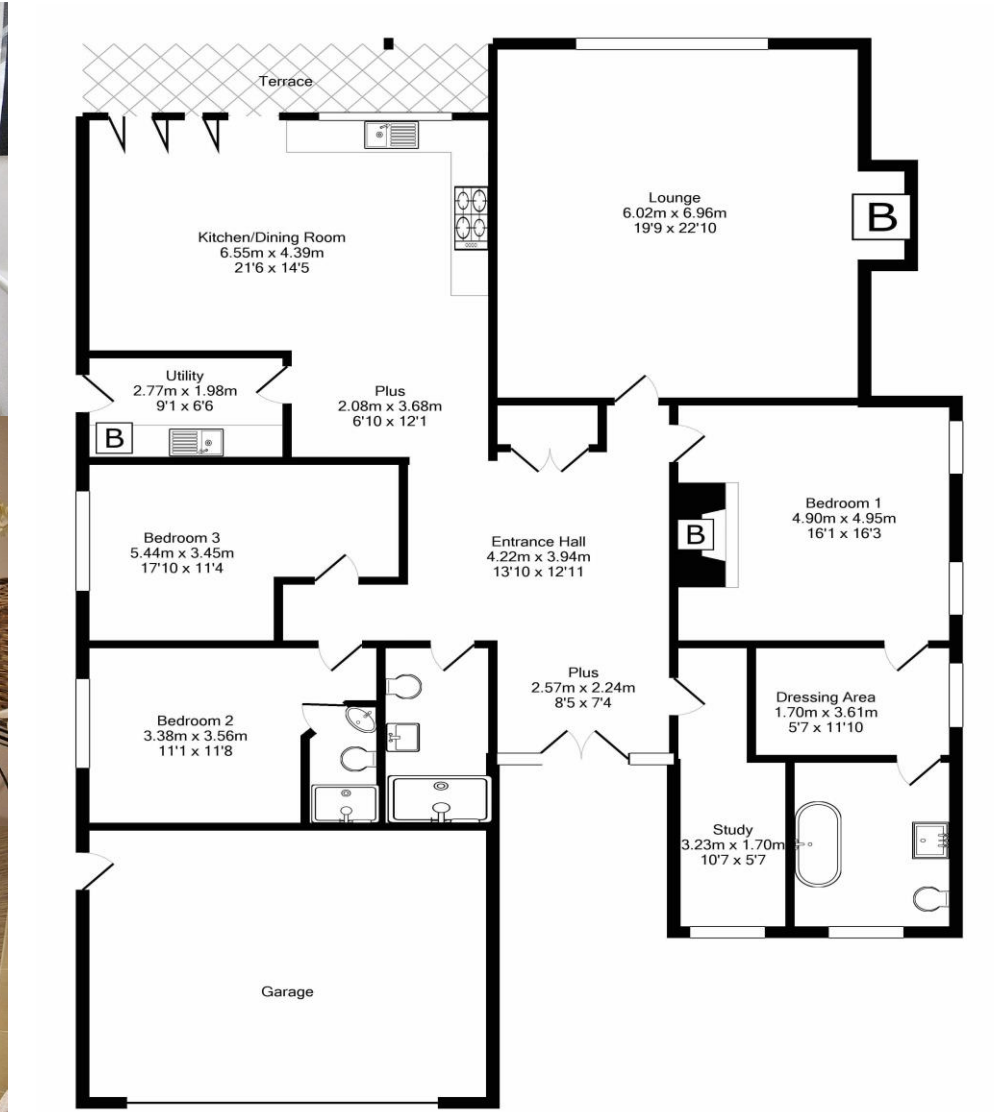 Terrace
Lounge
6.02m x 6.96m
19'9 x 22'10
B
Kitchen/Dining Room
6.55m x 4.39m
21'6 x 14'5
Utility
2.77m x 1.98m
9'1 x 6'6
B
Plus
2.08m x 3.68m
6'10 x 12'1
Bedroom 1
4.90m x 4.95m
16'1 x 16'3
B
Bedroom 3
5.44m x 3.45m
17'10 x 11'4
Entrance Hall
4.22m x 3.94m
13'10 x 12'11
Plus
2.57m x 2.24m
8'5 x 7'4
Dressing Area
1.70m x 3.61m
5'7 x 11'10
Bedroom 2
3.38m x 3.56m
11'1 x 11'8
Study
3.23m x 1.70m
10'7 x 5'7
Garage